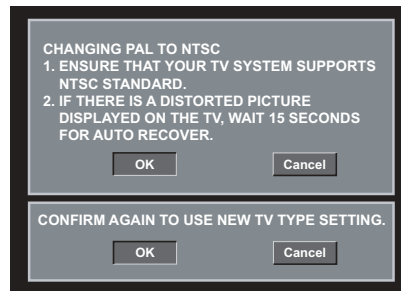 CHANGING PAL TO NTSC
1. ENSURE THAT YOUR TV SYSTEM SUPPORTS
NTSC STANDARD.
2. IF THERE IS A DISTORTED PICTURE
DISPLAYED ON THE TV, WAIT 15 SECONDS
FOR AUTO RECOVER.
OK Cancel
CONFIRM AGAIN TO USE NEW TV TYPE SETTING.
OK Cancel